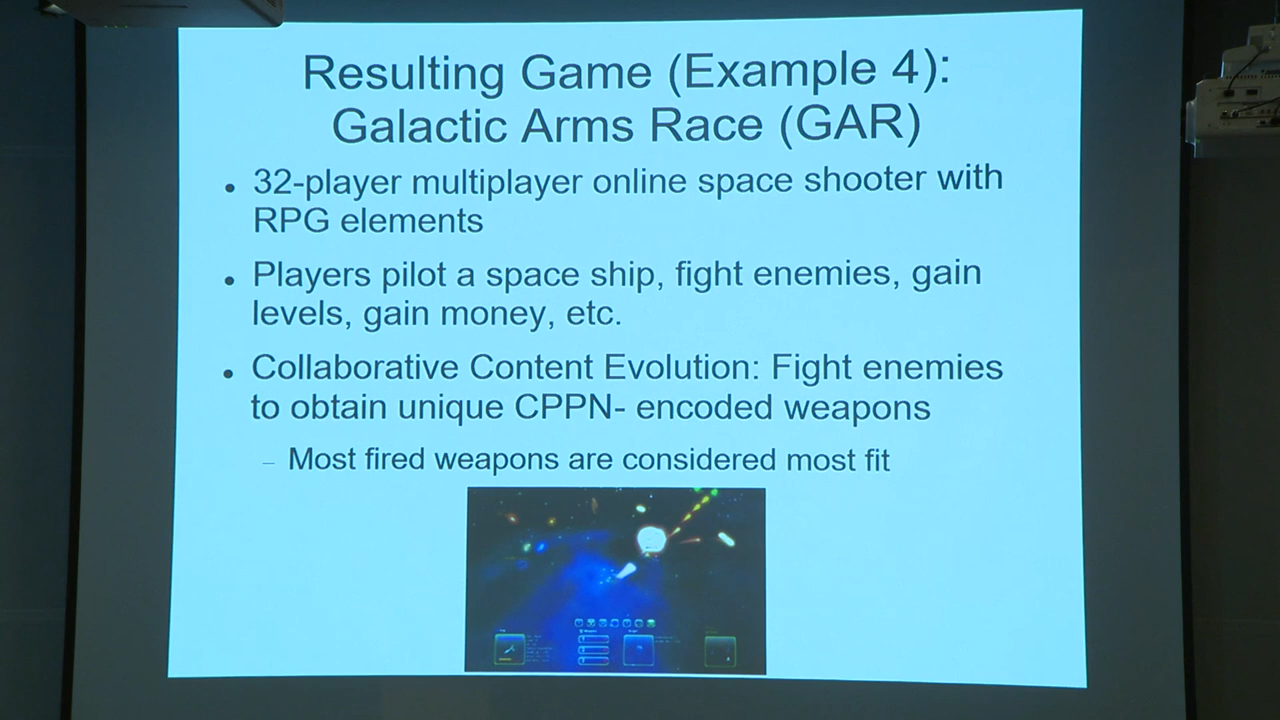 Resulting Game (Example 4):
Galactic Arms Race (GAR)
• 32-player multiplayer online space shooter with
RPG elements
• Players pilot a space ship, fight enemies, gain
levels, gain money, etc.
• Collaborative Content Evolution: Fight enemies
to obtain unique CPPN- encoded weapons
– Most fired weapons are considered most fit